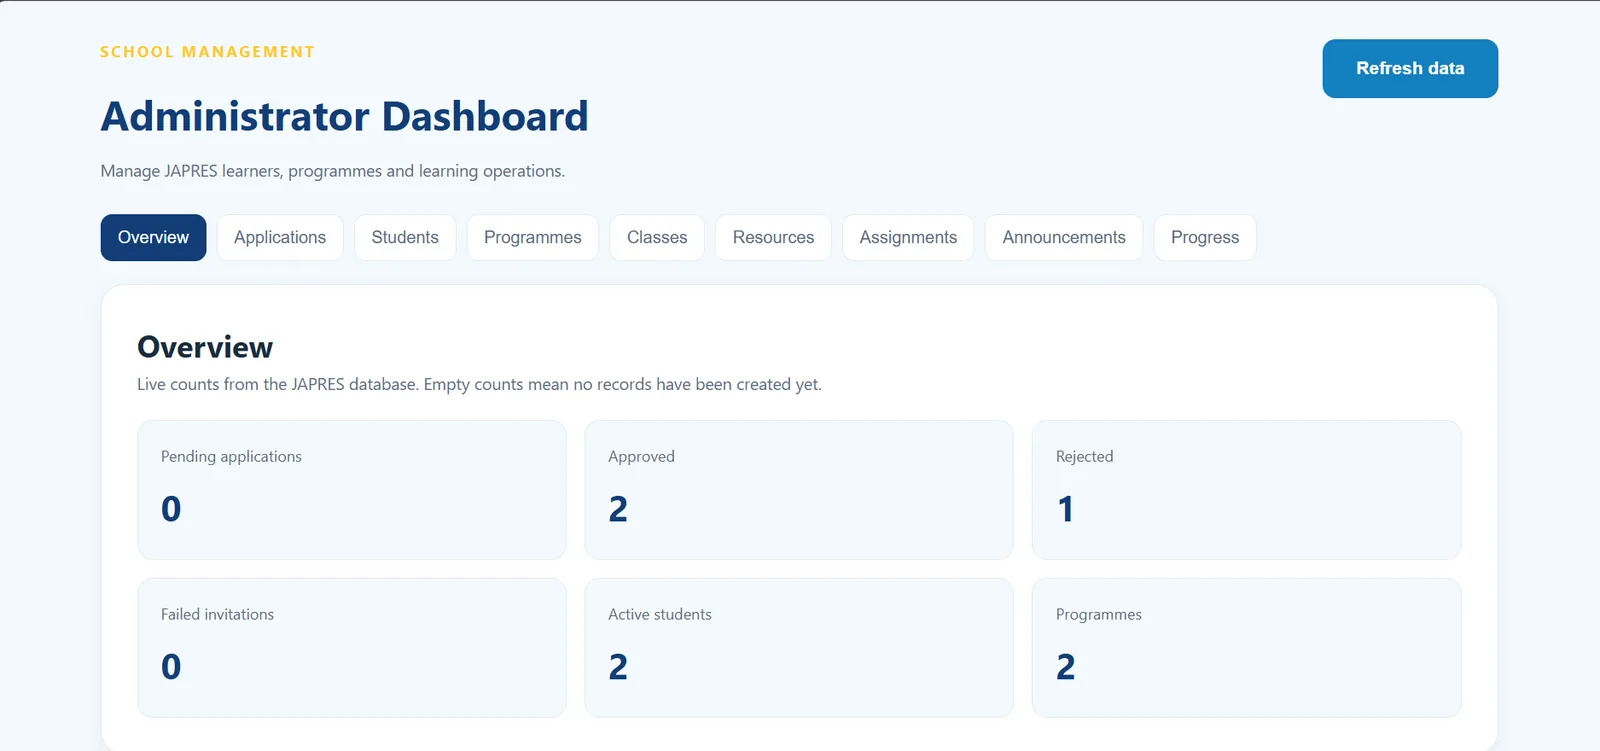 SCHOOL MANAGEMENT
Refresh data
Administrator Dashboard
Manage JAPRES learners, programmes and learning operations.
Overview
Applications
Students
Programmes
Classes
Resources
Assignments
Announcements
Progress
Overview
Live counts from the JAPRES database. Empty counts mean no records have been created yet.
Pending applications
0
Approved
2
Rejected
1
Failed invitations
0
Active students
2
Programmes
2